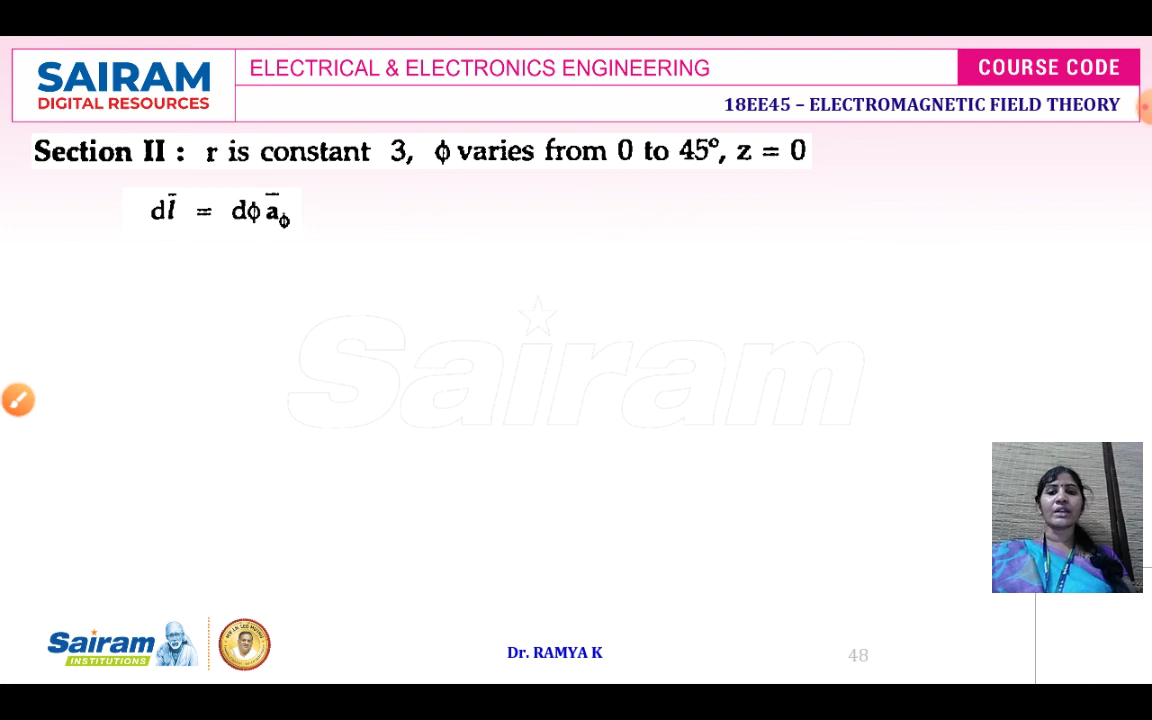 SAIRAM
DIGITAL RESOURCES
ELECTRICAL & ELECTRONICS ENGINEERING
COURSE CODE
18EE45 – ELECTROMAGNETIC FIELD THEORY
Section II : r is constant 3, ϕ varies from 0 to 45°, z = 0
dl̄ = dϕ ā_ϕ
Sairam
Sairam
INSTITUTIONS
Dr. RAMYA K
48